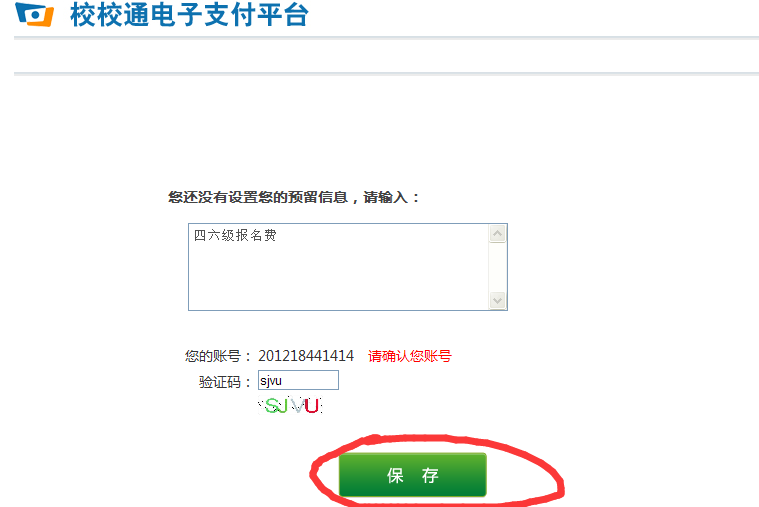 校校通电子支付平台
您还没有设置您的预留信息，请输入：
四六级报名费
您的账号： 201218441414 请确认您账号
验证码： sjvu
SJVU
保 存